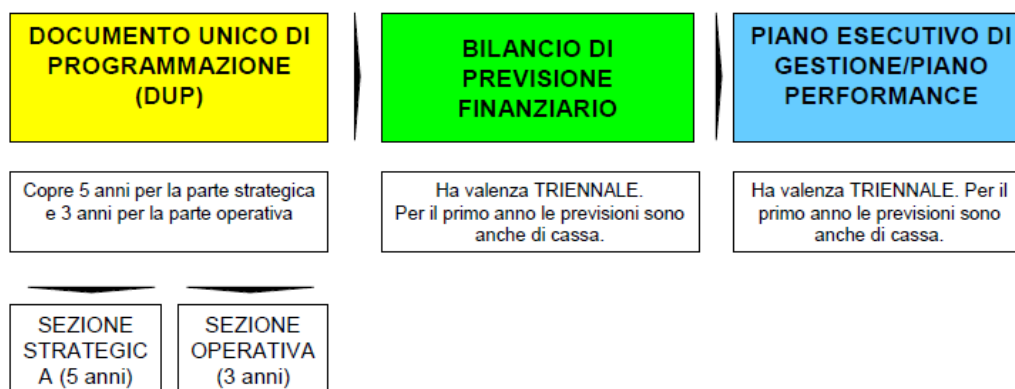 DOCUMENTO UNICO DI
PROGRAMMAZIONE
(DUP)
BILANCIO DI
PREVISIONE
FINANZIARIO
PIANO ESECUTIVO DI
GESTIONE/PIANO
PERFORMANCE
Copre 5 anni per la parte strategica
e 3 anni per la parte operativa
Ha valenza TRIENNALE.
Per il primo anno le previsioni sono
anche di cassa.
Ha valenza TRIENNALE. Per il
primo anno le previsioni sono
anche di cassa.
SEZIONE
STRATEGIC
A (5 anni)
SEZIONE
OPERATIVA
(3 anni)